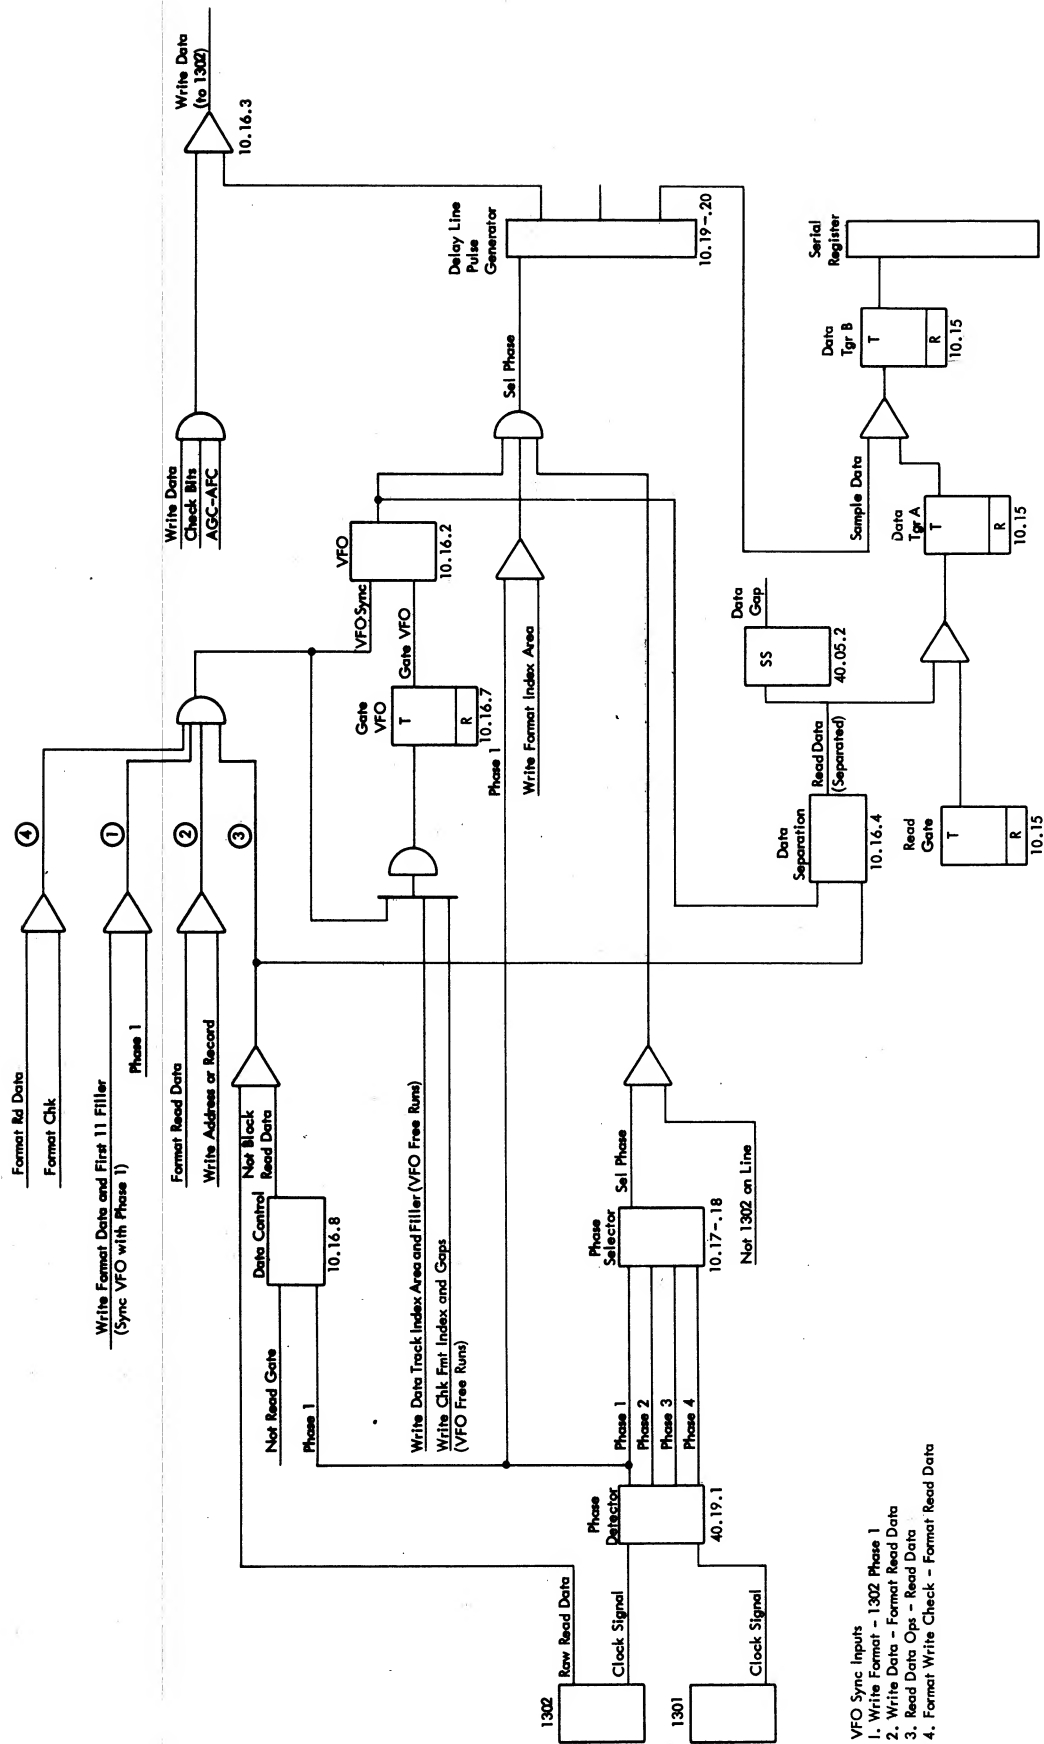 Format Rd Data
Format Chk
④
Write Format Data and First 11 Filler
(Sync VFO with Phase 1)
Phase 1
①
Format Read Data
Write Address or Record
②
③
Write Data
Check Bits
AGC-AFC
Write Data
(to 1302)
10.16.3
Not Read Gate
Phase 1
Data Control
10.16.8
Not Block
Read Data
VFO Sync
VFO
10.16.2
Gate VFO
Gate
VFO
T
R
10.16.7
Write Data Track Index Area and Filler (VFO Free Runs)
Write Chk Fmt Index and Gaps
(VFO Free Runs)
Phase 1
Write Format Index Area
Sel Phase
Delay Line
Pulse
Generator
10.19-.20
1302
Raw Read Data
Clock Signal
1301
Clock Signal
Phase
Detector
40.19.1
Phase 1
Phase 2
Phase 3
Phase 4
Phase
Selector
10.17-.18
Sel Phase
Not 1302 on Line
Data
Separation
10.16.4
Read Data
(Separated)
SS
40.05.2
Data
Gap
Read
Gate
T
R
10.15
Sample Data
Data
Tgr A
T
R
10.15
Data
Tgr B
T
R
10.15
Serial
Register
VFO Sync Inputs
1. Write Format - 1302 Phase 1
2. Write Data - Format Read Data
3. Read Data Ops - Read Data
4. Format Write Check - Format Read Data